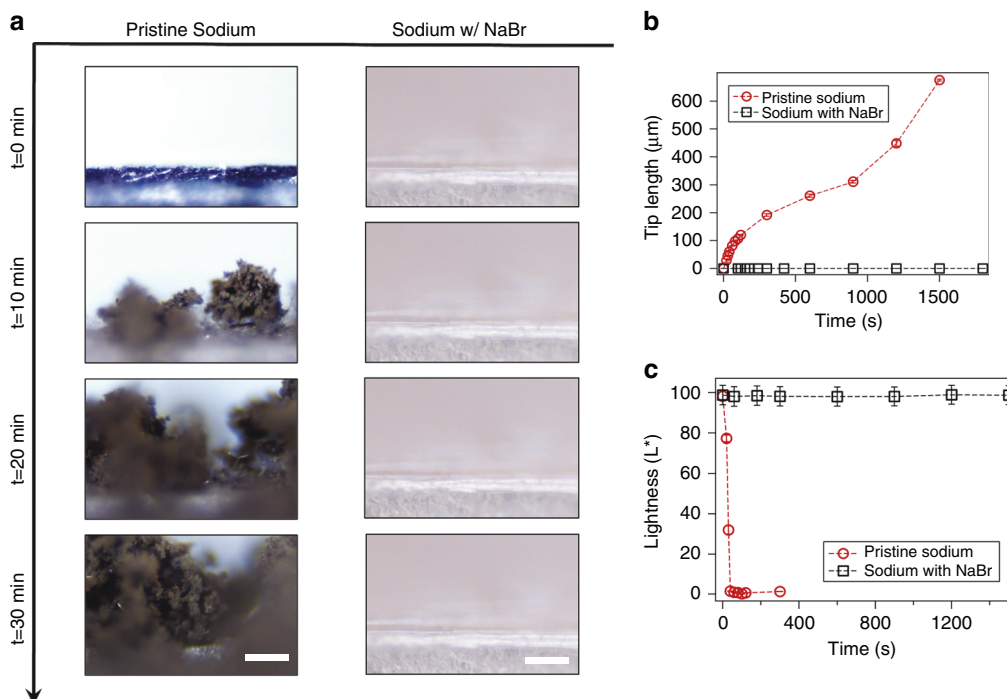 a
Pristine Sodium
Sodium w/ NaBr
t=0 min
t=10 min
t=20 min
t=30 min
b
Pristine sodium
Sodium with NaBr
Tip length (μm)
600
500
400
300
200
100
0
0 500 1000 1500
Time (s)
c
Lightness (L*)
100
80
60
40
20
0
Pristine sodium
Sodium with NaBr
0 400 800 1200
Time (s)